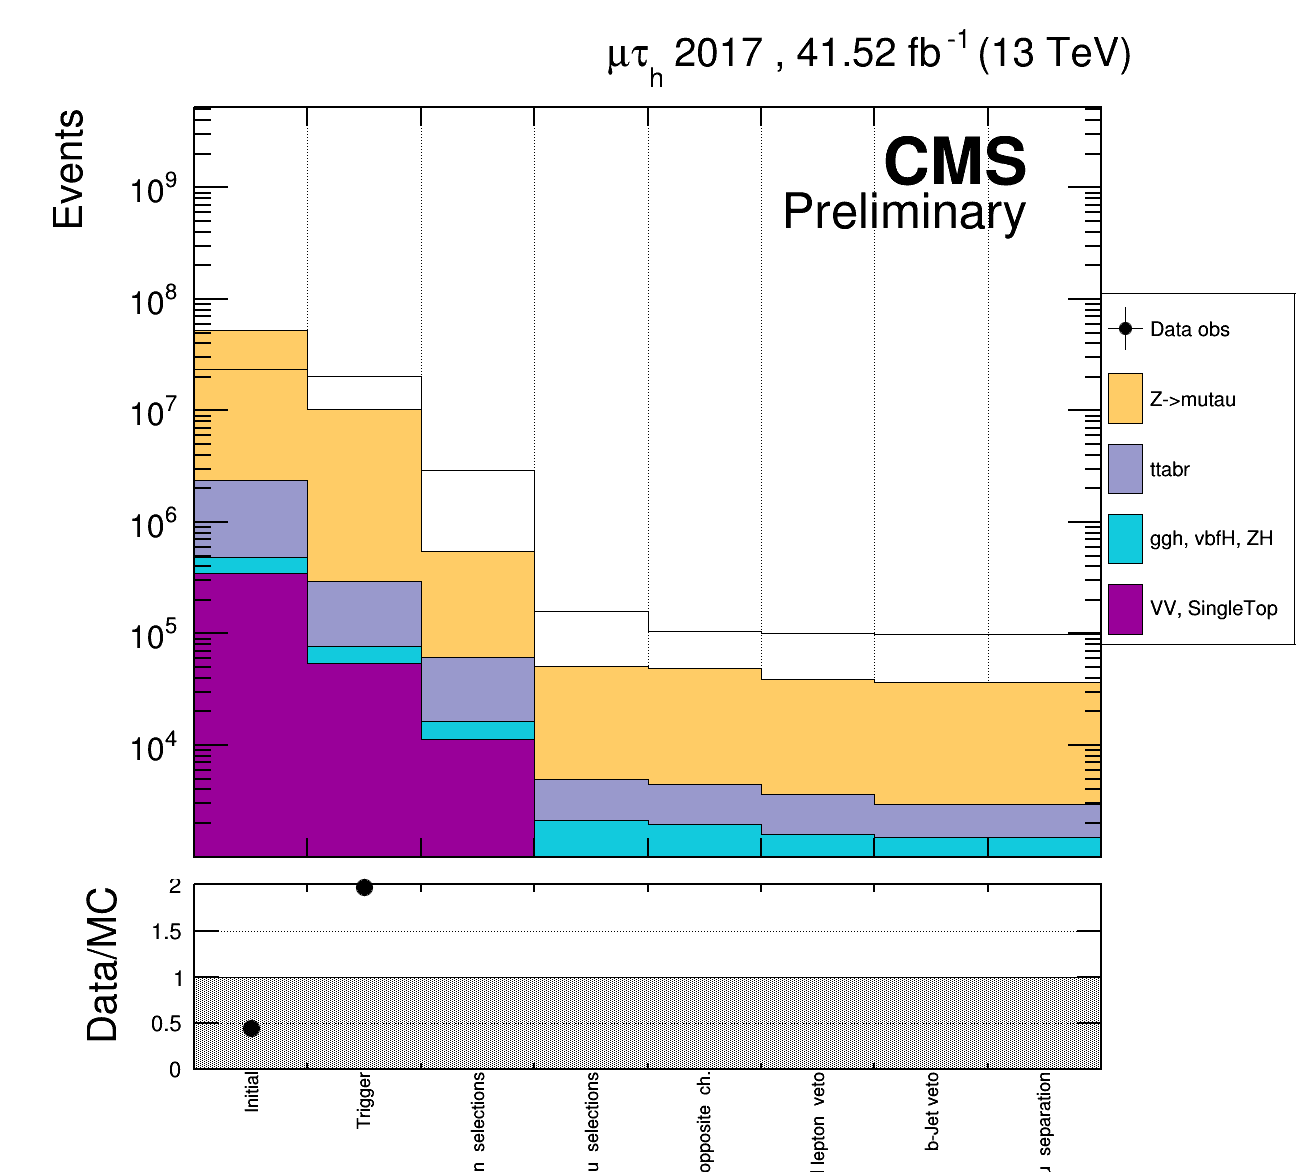 μτh 2017 , 41.52 fb-1 (13 TeV)
Events
CMS
Preliminary
10^9
10^8
10^7
10^6
10^5
10^4
Data obs
Z->mutau
ttabr
ggh, vbfH, ZH
VV, SingleTop
Data/MC
2
1.5
1
0.5
0
Initial
Trigger
n selections
u selections
opposite ch.
lepton veto
b-Jet veto
separation